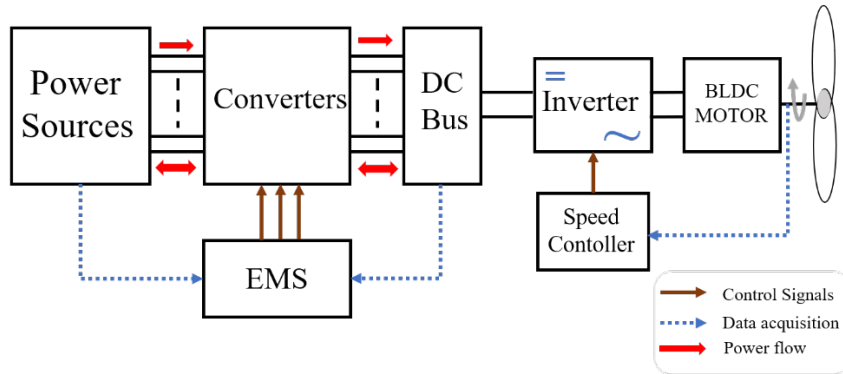 Power
Sources
Converters
DC
Bus
=
Inverter
~
BLDC
MOTOR
EMS
Speed
Contoller
Control Signals
Data acquisition
Power flow